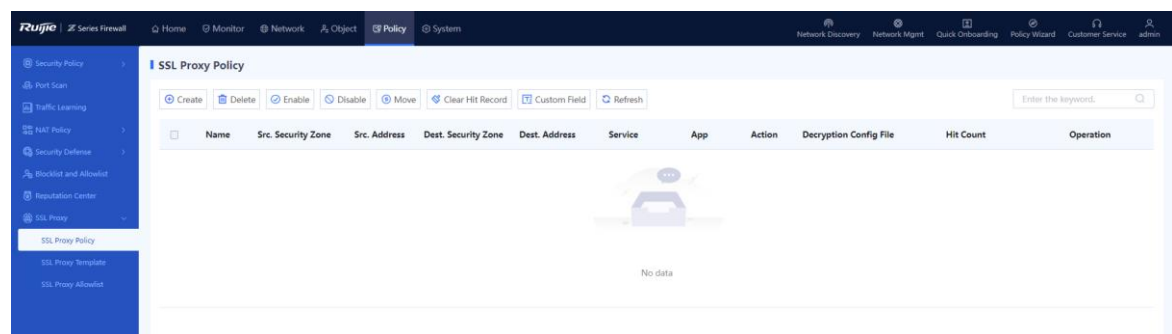 Ruijie | Z Series Firewall Home Monitor Network Object Policy System Network Discovery Network Mgmt Quick Onboarding Policy Wizard Customer Service admin
Security Policy
Port Scan
Traffic Learning
NAT Policy
Security Defense
Blocklist and Allowlist
Reputation Center
SSL Proxy
SSL Proxy Policy
SSL Proxy Template
SSL Proxy Allowlist
SSL Proxy Policy
Create Delete Enable Disable Move Clear Hit Record Custom Field Refresh Enter the keyword.
Name Src. Security Zone Src. Address Dest. Security Zone Dest. Address Service App Action Decryption Config File Hit Count Operation
No data